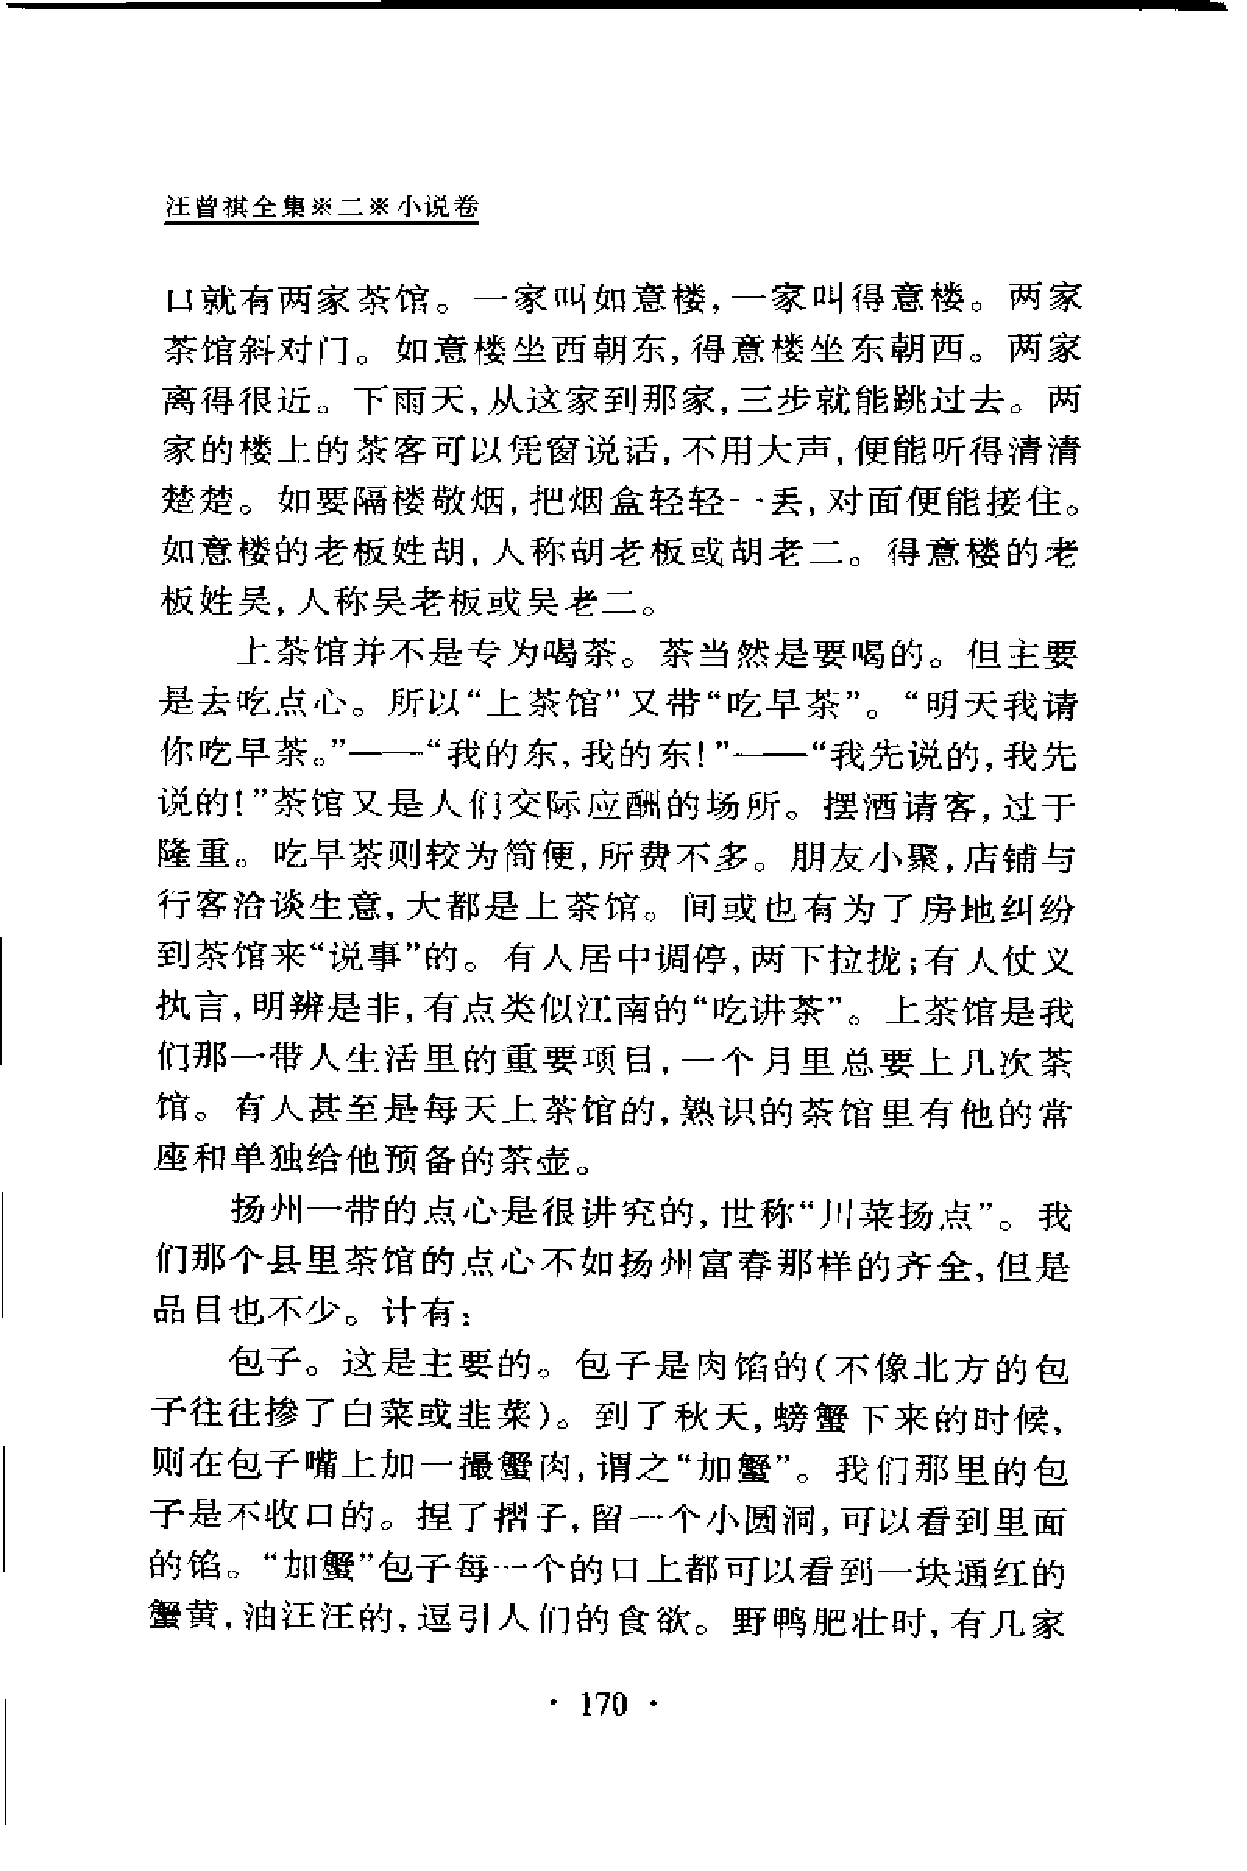 汪曾祺全集※二※小说卷
口就有两家茶馆。一家叫如意楼,一家叫得意楼。两家
茶馆斜对门。如意楼坐西朝东,得意楼坐东朝西。两家
离得很近。下雨天,从这家到那家,三步就能跳过去。两
家的楼上的茶客可以凭窗说话,不用大声,便能听得清清
楚楚。如要隔楼敬烟,把烟盒轻轻一丢,对面便能接住。
如意楼的老板姓胡,人称胡老板或胡老二。得意楼的老
板姓吴,人称吴老板或吴老二。
上茶馆并不是专为喝茶。茶当然是要喝的。但主要
是去吃点心。所以“上茶馆”又带“吃早茶”。“明天我请
你吃早茶。”——“我的东,我的东!”——“我先说的,我先
说的!”茶馆又是人们交际应酬的场所。摆酒请客,过于
隆重。吃早茶则较为简便,所费不多。朋友小聚,店铺与
行客洽谈生意,大都是上茶馆。间或也有为了房地纠纷
到茶馆来“说事”的。有人居中调停,两下拉拢;有人仗义
执言,明辨是非,有点类似江南的“吃讲茶”。上茶馆是我
们那一带人生活里的重要项目,一个月里总要上几次茶
馆。有人甚至是每天上茶馆的,熟识的茶馆里有他的常
座和单独给他预备的茶壶。
扬州一带的点心是很讲究的,世称“川菜扬点”。我
们那个县里茶馆的点心不如扬州富春那样的齐全,但是
品目也不少。计有:
包子。这是主要的。包子是肉馅的(不像北方的包
子往往掺了白菜或韭菜)。到了秋天,螃蟹下来的时候,
则在包子嘴上加一撮蟹肉,谓之“加蟹”。我们那里的包
子是不收口的。捏了摺子,留一个小圆洞,可以看到里面
的馅。“加蟹”包子每一个的口上都可以看到一块通红的
蟹黄,油汪汪的,逗引人们的食欲。野鸭肥壮时,有几家
· 170 ·